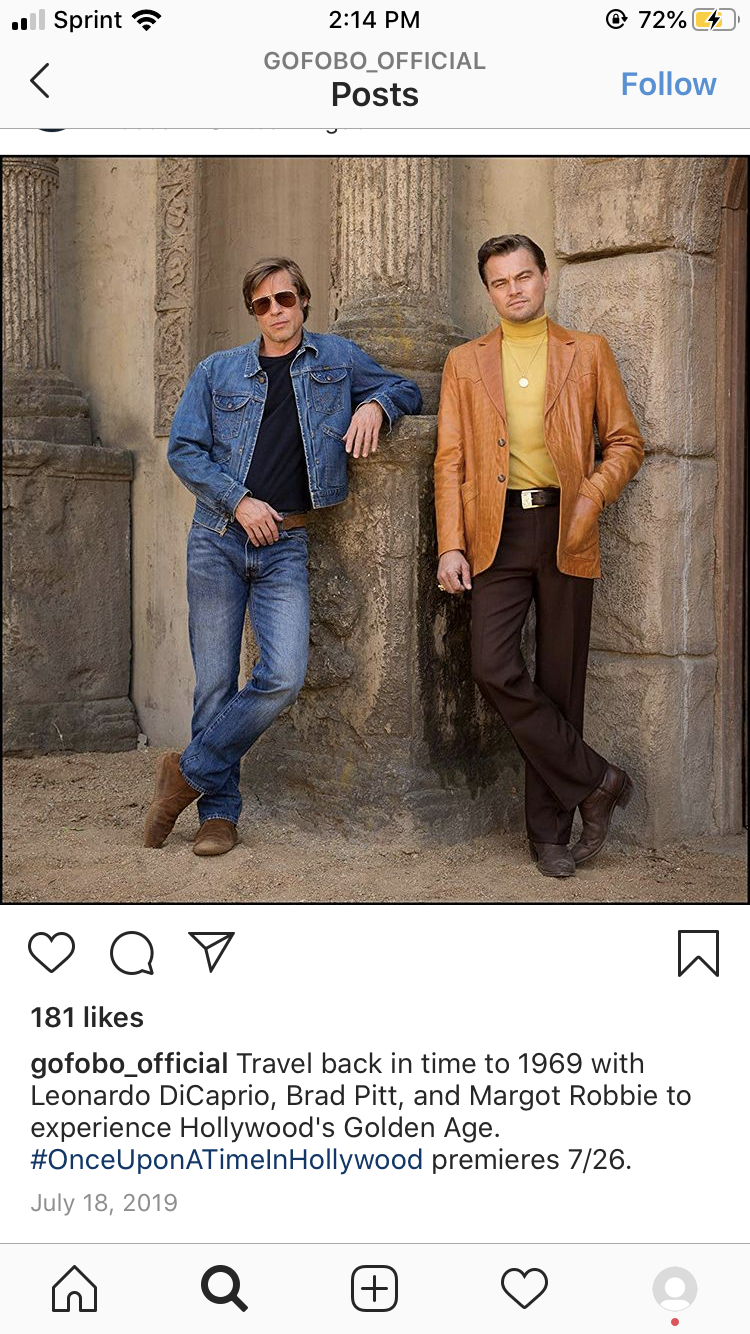 Sprint 2:14 PM 72%
GOFOBO_OFFICIAL
Posts
Follow
181 likes
gofobo_official Travel back in time to 1969 with
Leonardo DiCaprio, Brad Pitt, and Margot Robbie to
experience Hollywood's Golden Age.
#OnceUponATimeInHollywood premieres 7/26.
July 18, 2019